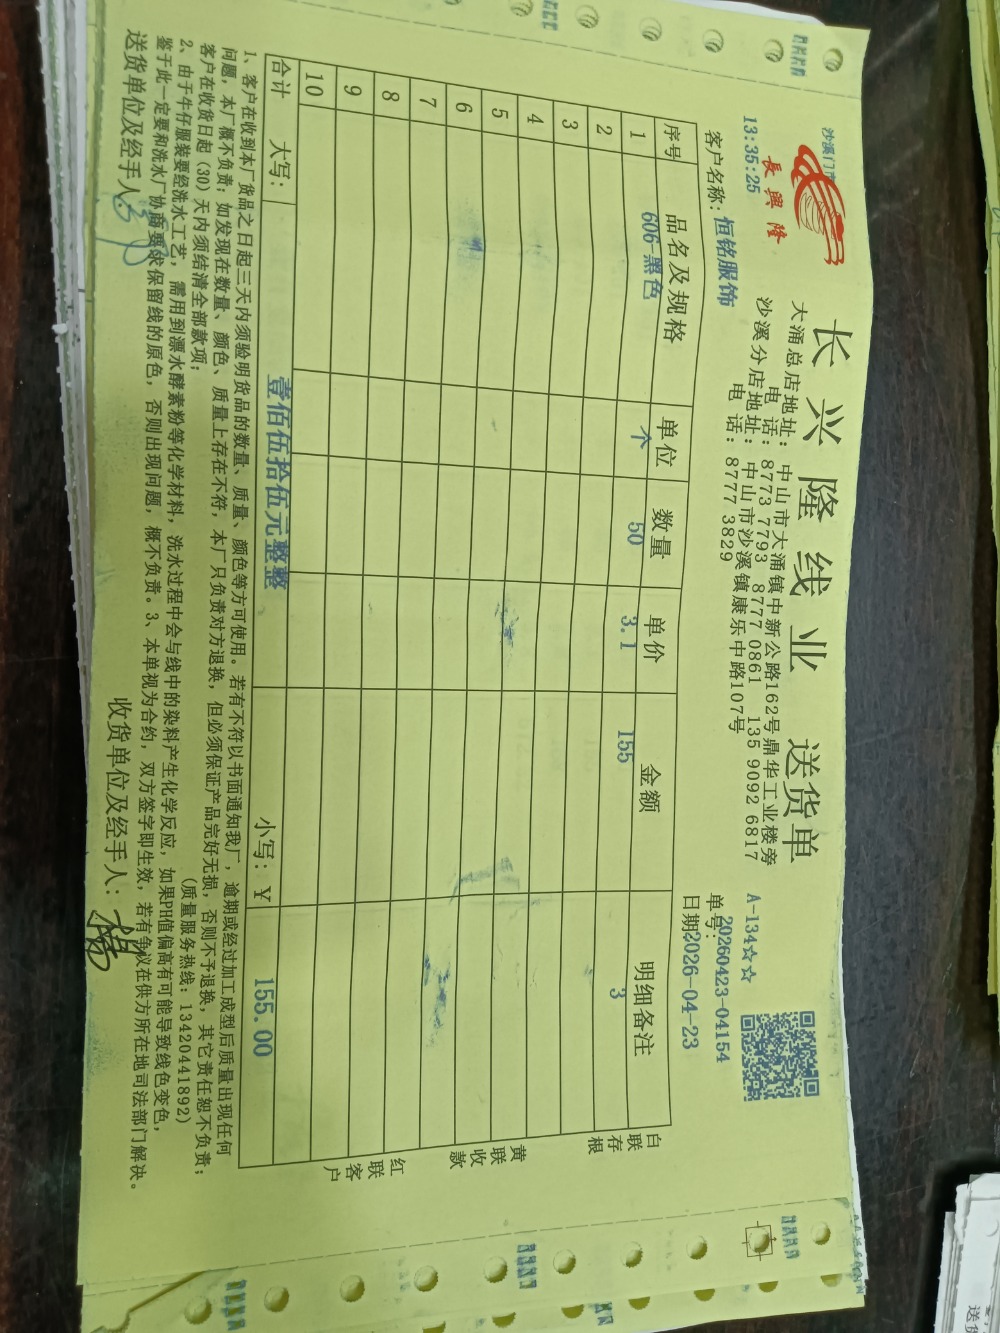 沙溪门市
長興隆
长兴隆线业 送货单
大涌总店地址：中山市大涌镇中新公路162号鼎华工业楼旁
电 话：8773 7793 8777 0861 135 9092 6817
沙溪分店地址：中山市沙溪镇康乐中路107号
电 话：8777 3829
A-134☆☆
13:35:25
单号：20260423-04154
客户名称：恒铭服饰
日期：2026-04-23
序号 品名及规格 单位 数量 单价 金额 明细备注
1 606-黑色 个 50 3.1 155 3
2
3
4
5
6
7
8
9
10
合计 大写：壹佰伍拾伍元整整 小写：￥ 155.00
白联存根
黄联收款
红联客户
1、客户在收到本厂货品之日起三天内须验明货品的数量、质量、颜色等方可使用。若有不符以书面通知我厂，逾期或经过加工成型后质量出现任何
问题，本厂概不负责；如发现在数量、颜色、质量上存在不符，本厂只负责对方退换，但必须保证产品完好无损，否则不予退换，其它责任恕不负责；
客户在收货日起（30）天内须结清全部款项； （质量服务热线：13420441892）
2、由于牛仔服装要经洗水工艺，需用到漂水酵素粉等化学材料，洗水过程中会与线中的染料产生化学反应，如果PH值偏高有可能导致线色变色，
鉴于此一定要和洗水厂协商要求保留线的原色，否则出现问题，概不负责。3、本单视为合约，双方签字即生效，若有争议在供方所在地司法部门解决。
送货单位及经手人： 收货单位及经手人：杨
送货